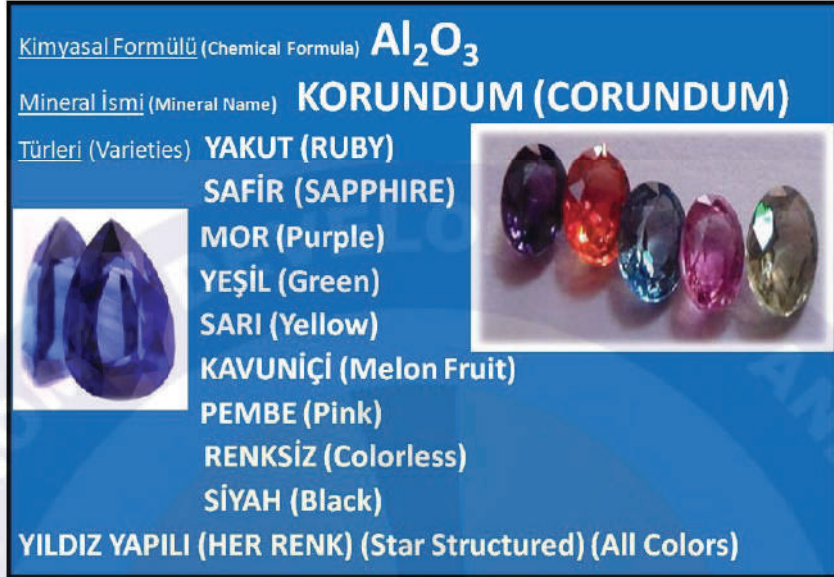 Kimyasal Formülü (Chemical Formula) Al₂O₃
Mineral İsmi (Mineral Name) KORUNDUM (CORUNDUM)
Türleri (Varieties) YAKUT (RUBY)
SAFİR (SAPPHIRE)
MOR (Purple)
YEŞİL (Green)
SARI (Yellow)
KAVUNİÇİ (Melon Fruit)
PEMBE (Pink)
RENKSİZ (Colorless)
SİYAH (Black)
YILDIZ YAPILI (HER RENK) (Star Structured) (All Colors)